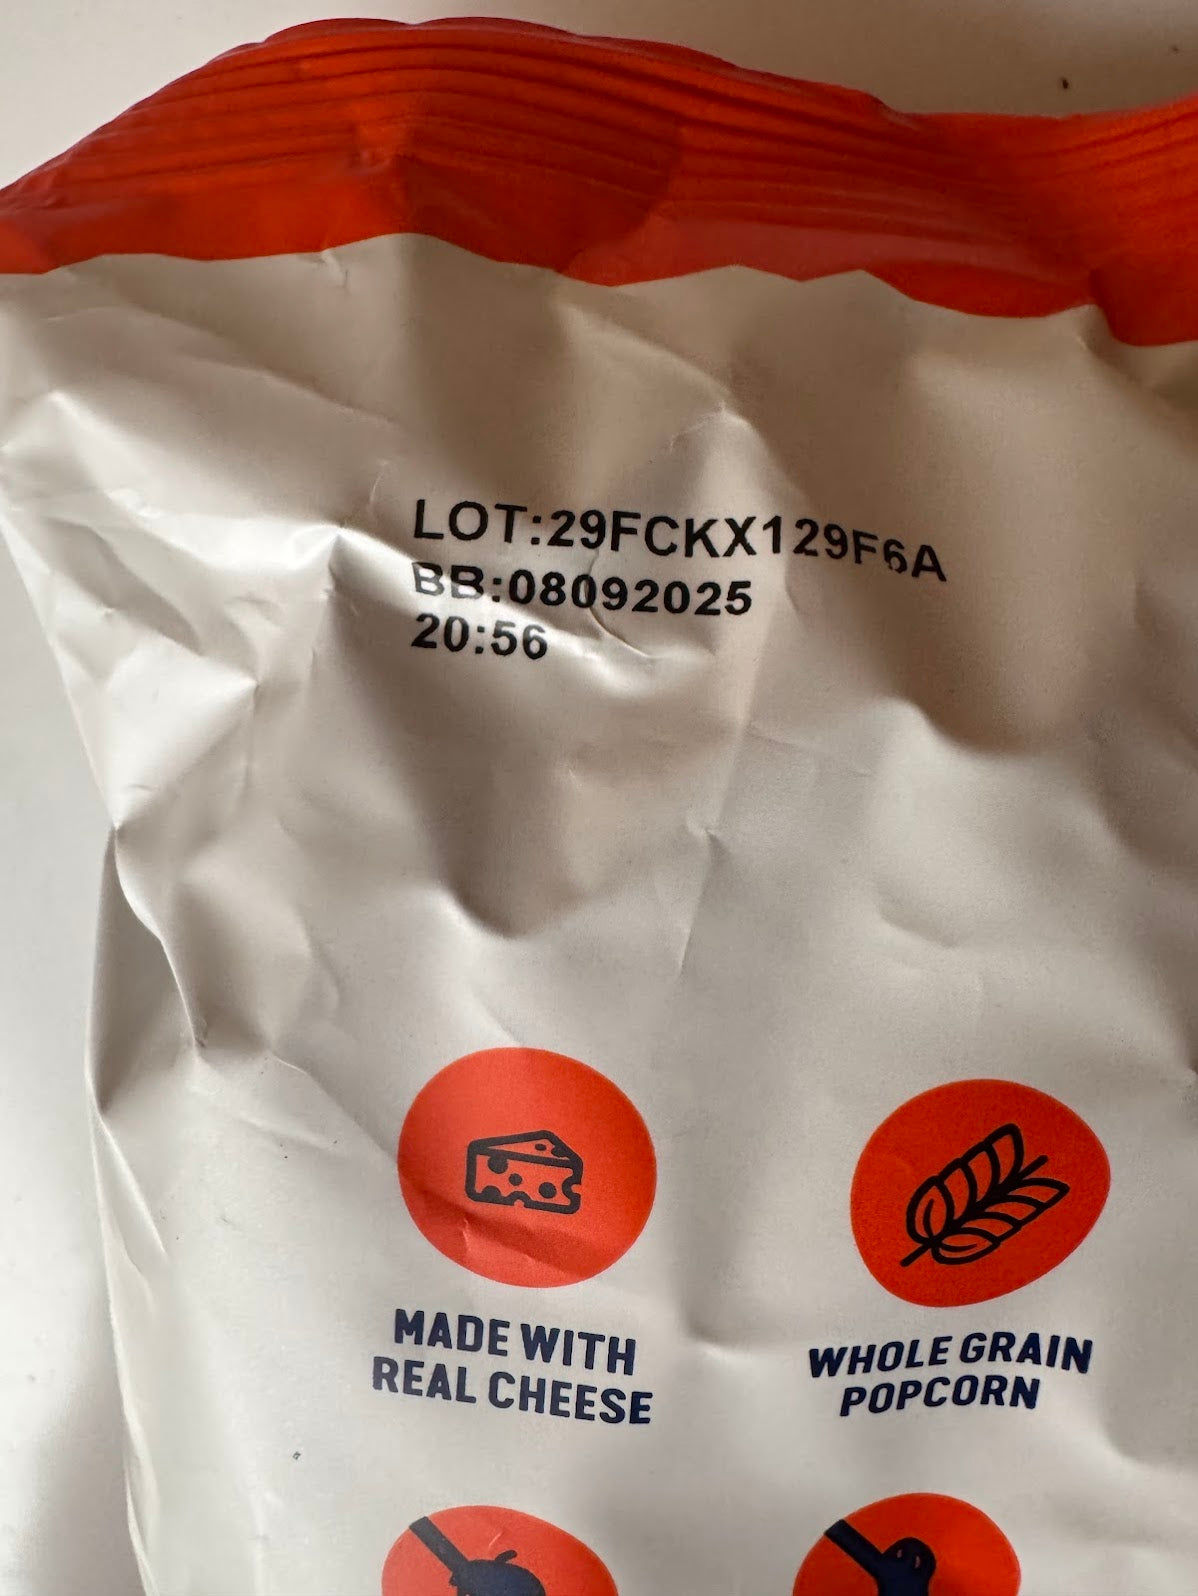 LOT:29FCKX129F6A
BB:08092025
20:56
MADE WITH
REAL CHEESE
WHOLE GRAIN
POPCORN